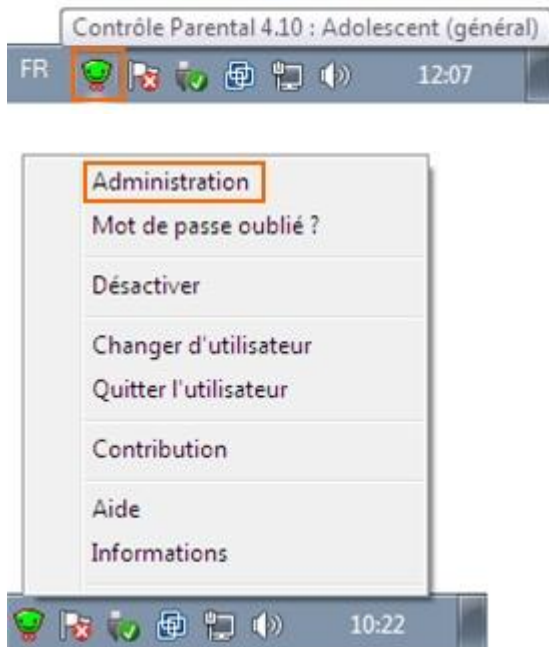 Contrôle Parental 4.10 : Adolescent (général)
FR 12:07
Administration
Mot de passe oublié ?
Désactiver
Changer d'utilisateur
Quitter l'utilisateur
Contribution
Aide
Informations
10:22